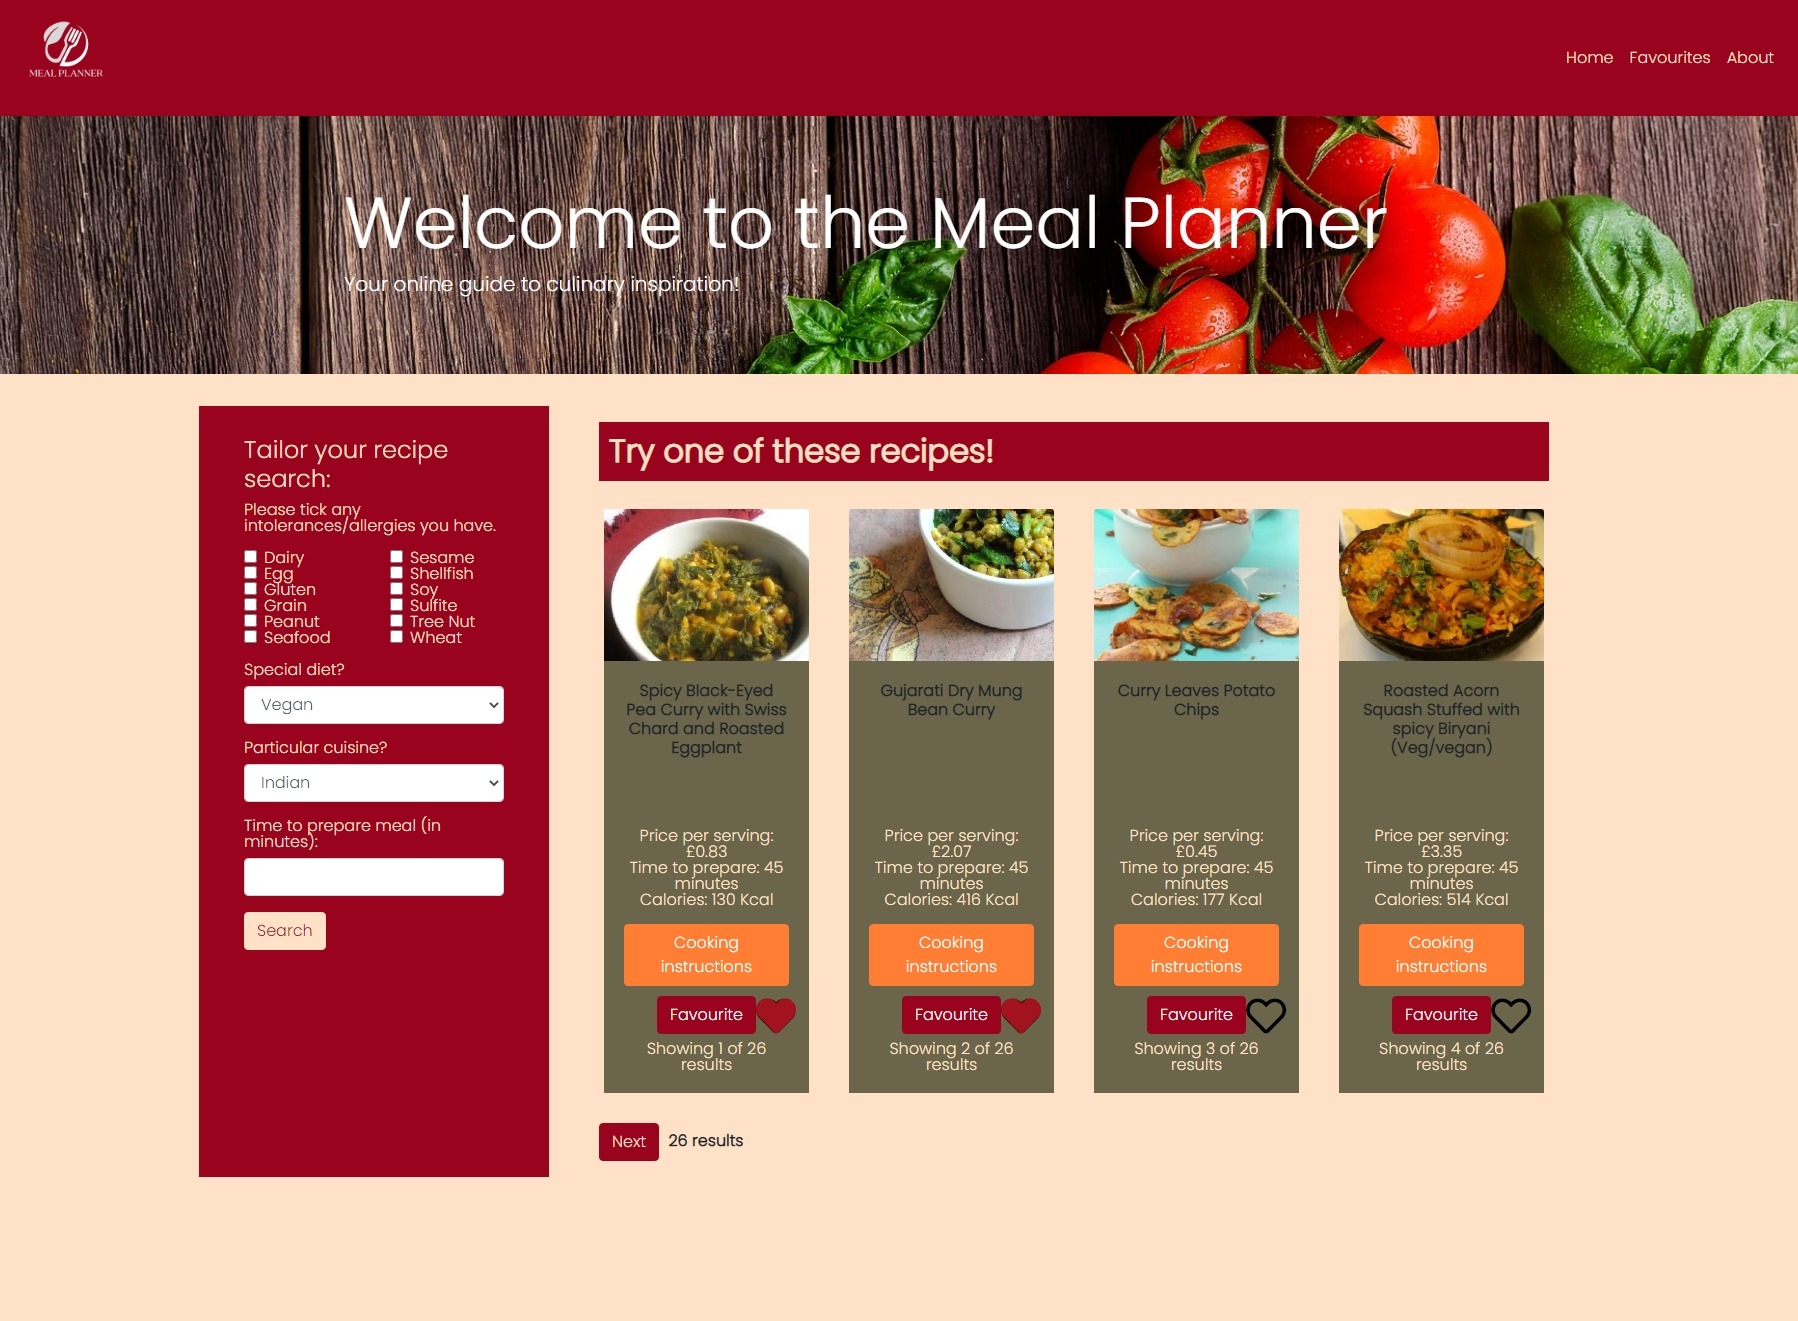 MEAL PLANNER
Home Favourites About
Welcome to the Meal Planner
Your online guide to culinary inspiration!
Tailor your recipe
search:
Please tick any
intolerances/allergies you have.
Dairy
Egg
Gluten
Grain
Peanut
Seafood
Sesame
Shellfish
Soy
Sulfite
Tree Nut
Wheat
Special diet?
Vegan
Particular cuisine?
Indian
Time to prepare meal (in
minutes):
Search
Try one of these recipes!
Spicy Black-Eyed
Pea Curry with Swiss
Chard and Roasted
Eggplant
Price per serving:
£0.83
Time to prepare: 45
minutes
Calories: 130 Kcal
Cooking
instructions
Favourite
Showing 1 of 26
results
Gujarati Dry Mung
Bean Curry
Price per serving:
£2.07
Time to prepare: 45
minutes
Calories: 416 Kcal
Cooking
instructions
Favourite
Showing 2 of 26
results
Curry Leaves Potato
Chips
Price per serving:
£0.45
Time to prepare: 45
minutes
Calories: 177 Kcal
Cooking
instructions
Favourite
Showing 3 of 26
results
Roasted Acorn
Squash Stuffed with
spicy Biryani
(Veg/vegan)
Price per serving:
£3.35
Time to prepare: 45
minutes
Calories: 514 Kcal
Cooking
instructions
Favourite
Showing 4 of 26
results
Next 26 results